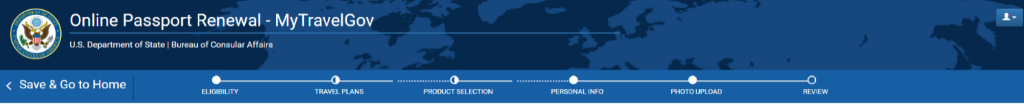 Online Passport Renewal - MyTravelGov
U.S. Department of State | Bureau of Consular Affairs
Save & Go to Home
ELIGIBILITY
TRAVEL PLANS
PRODUCT SELECTION
PERSONAL INFO
PHOTO UPLOAD
REVIEW